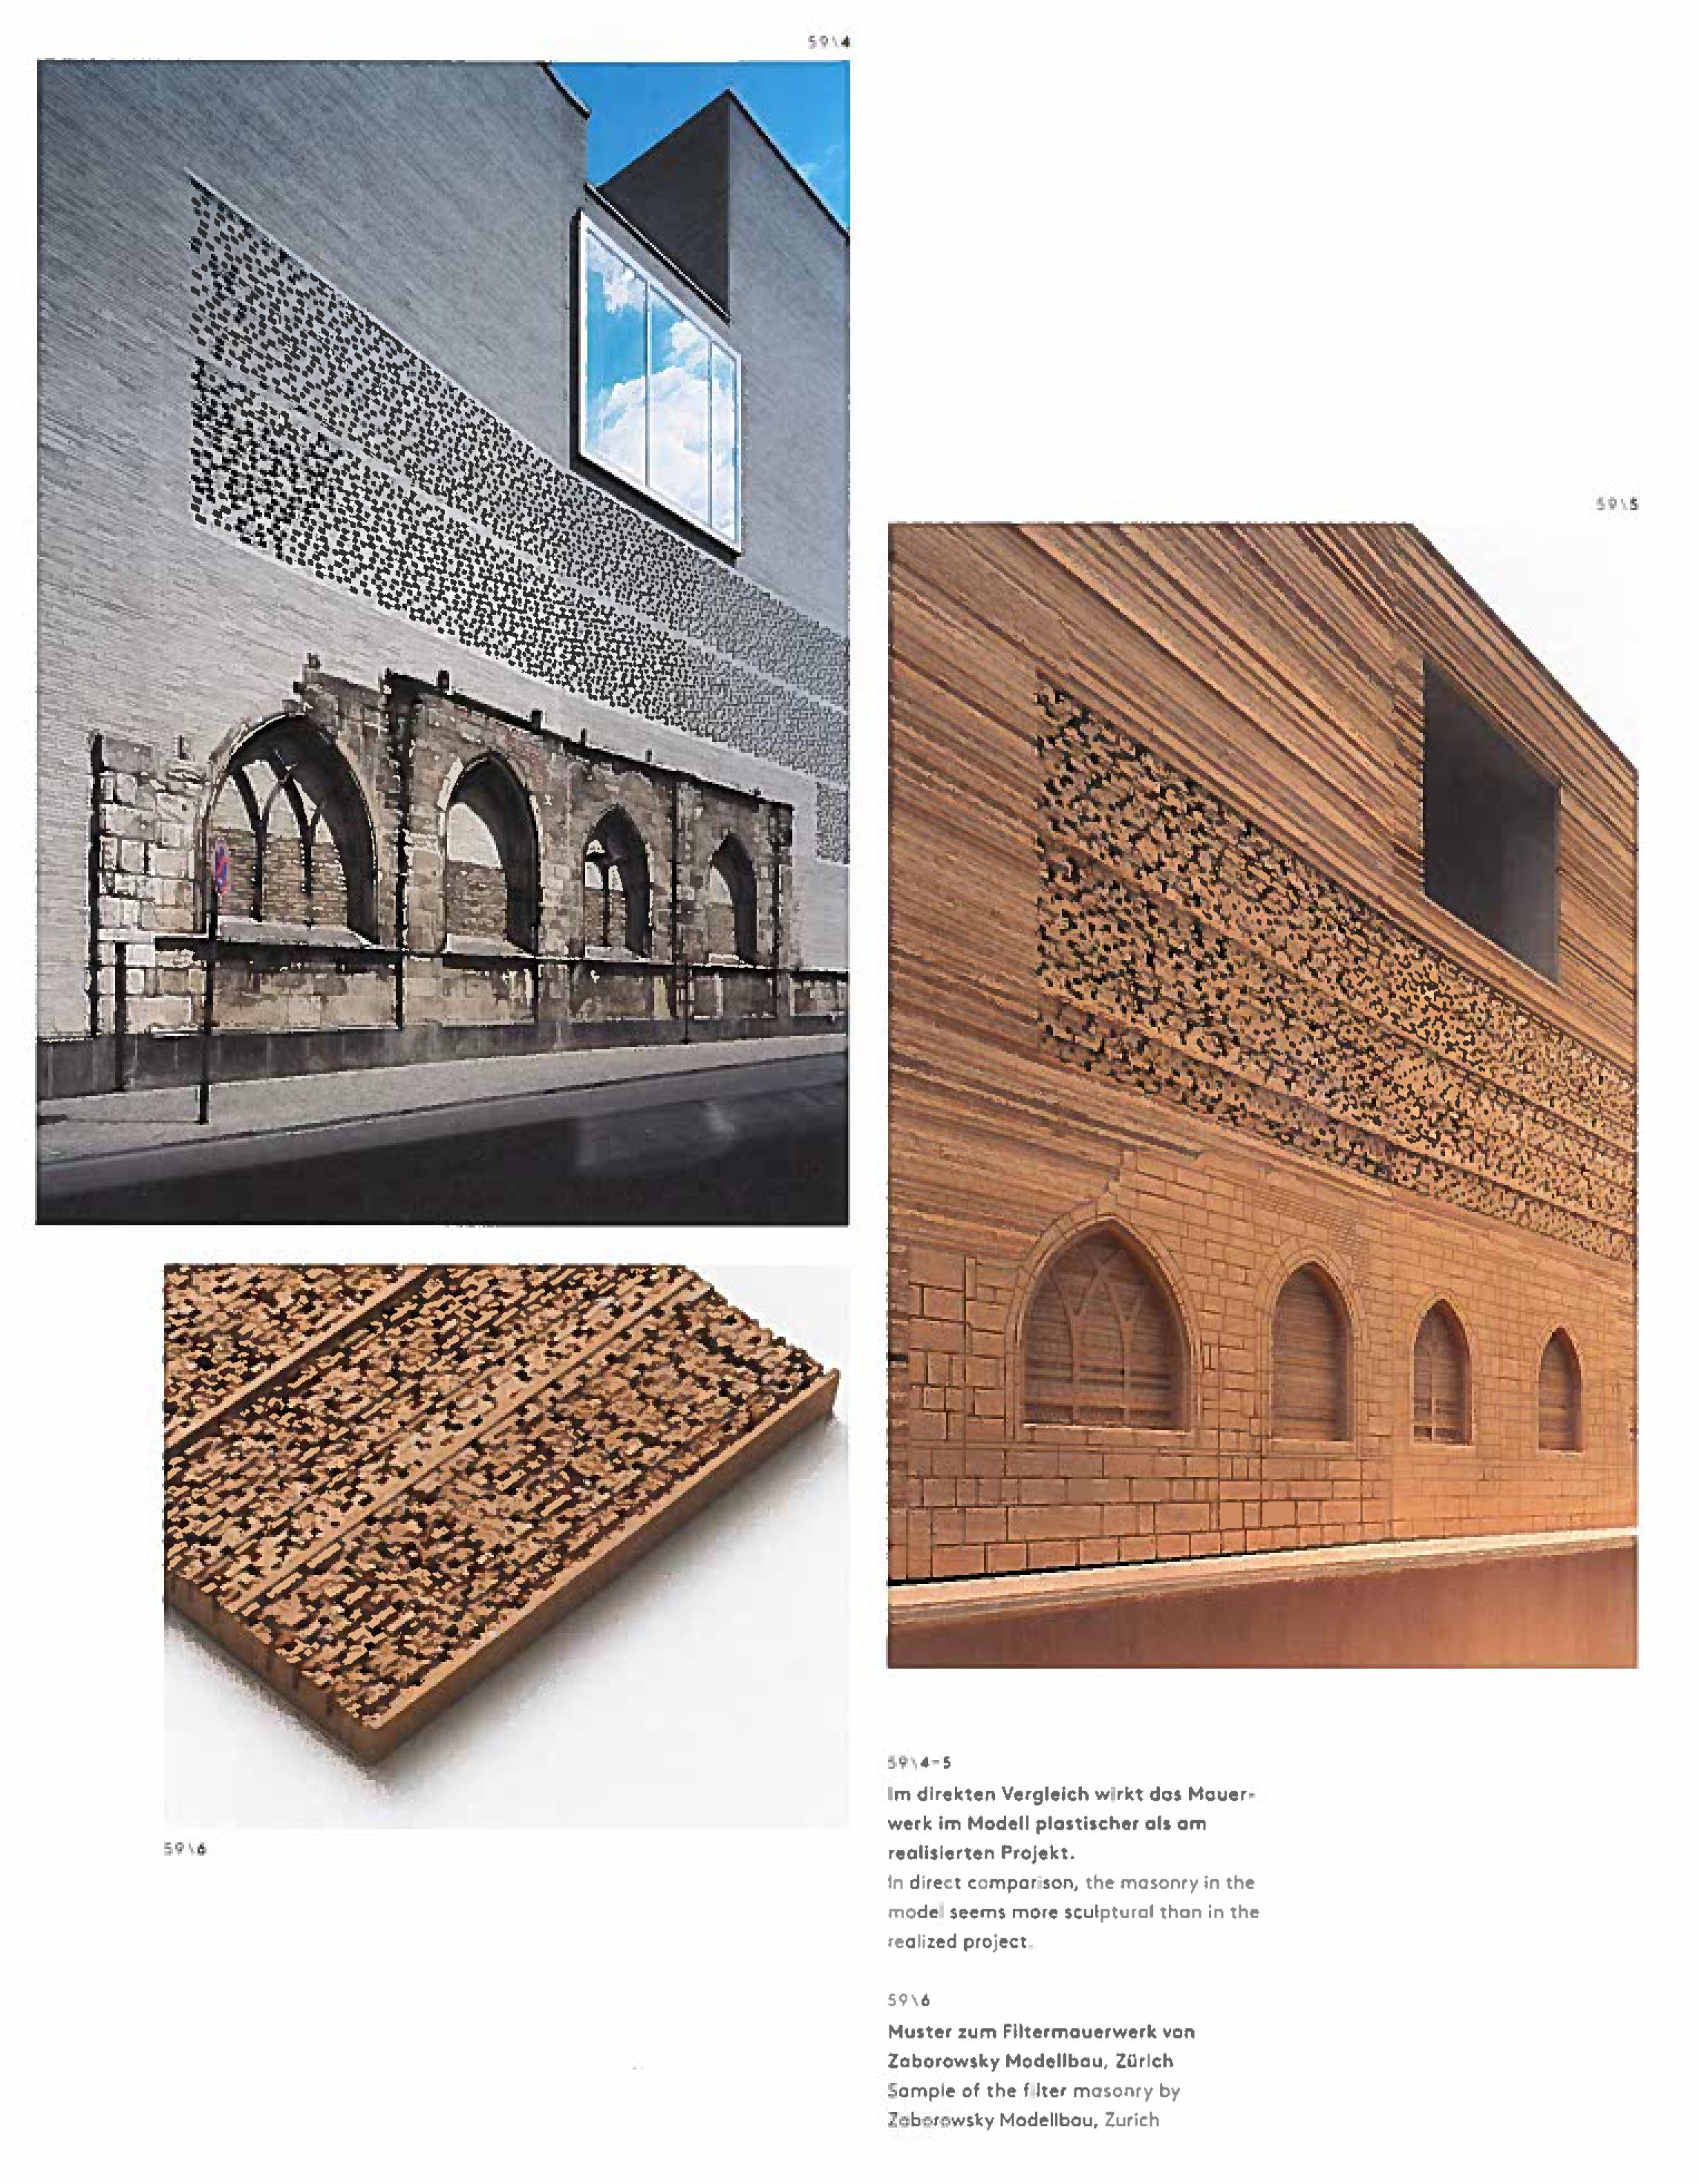 59\4
59\5
59\6
59\4-5
Im direkten Vergleich wirkt das Mauer-
werk im Modell plastischer als am
realisierten Projekt.
In direct comparison, the masonry in the
model seems more sculptural than in the
realized project.
59\6
Muster zum Filtermauerwerk von
Zaborowsky Modellbau, Zürich
Sample of the filter masonry by
Zaborowsky Modellbau, Zurich